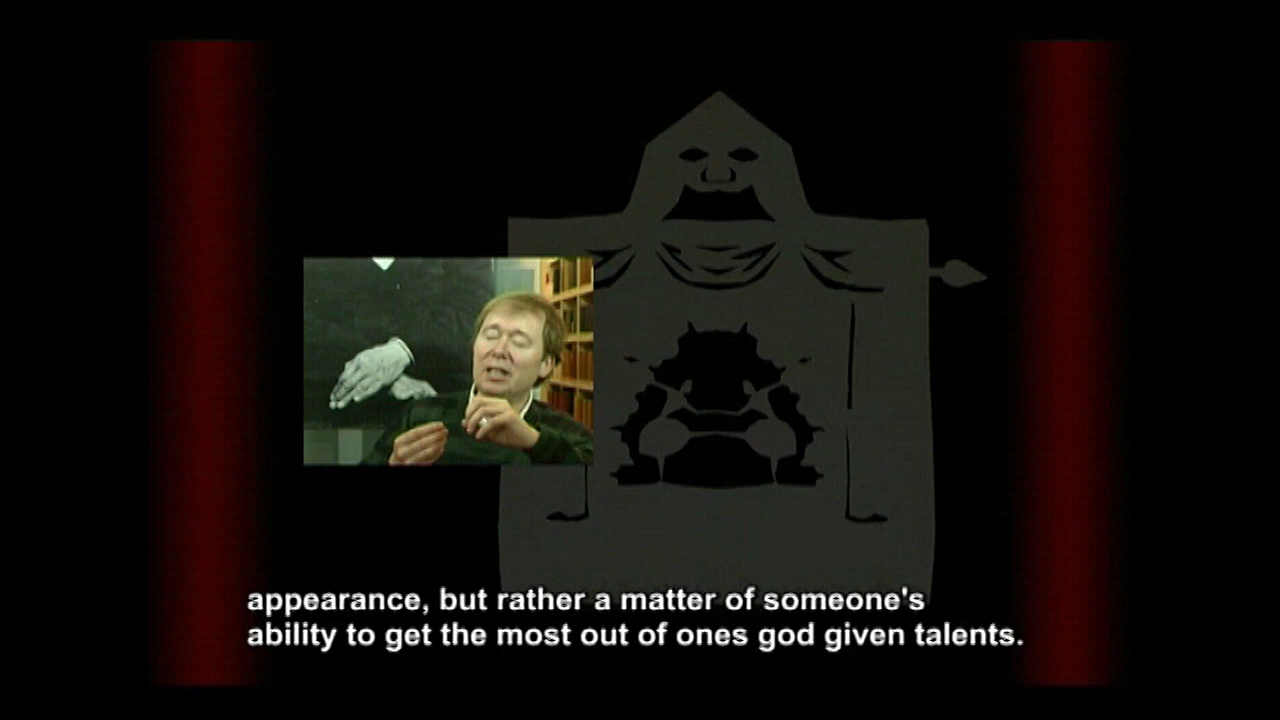 appearance, but rather a matter of someone's
ability to get the most out of ones god given talents.